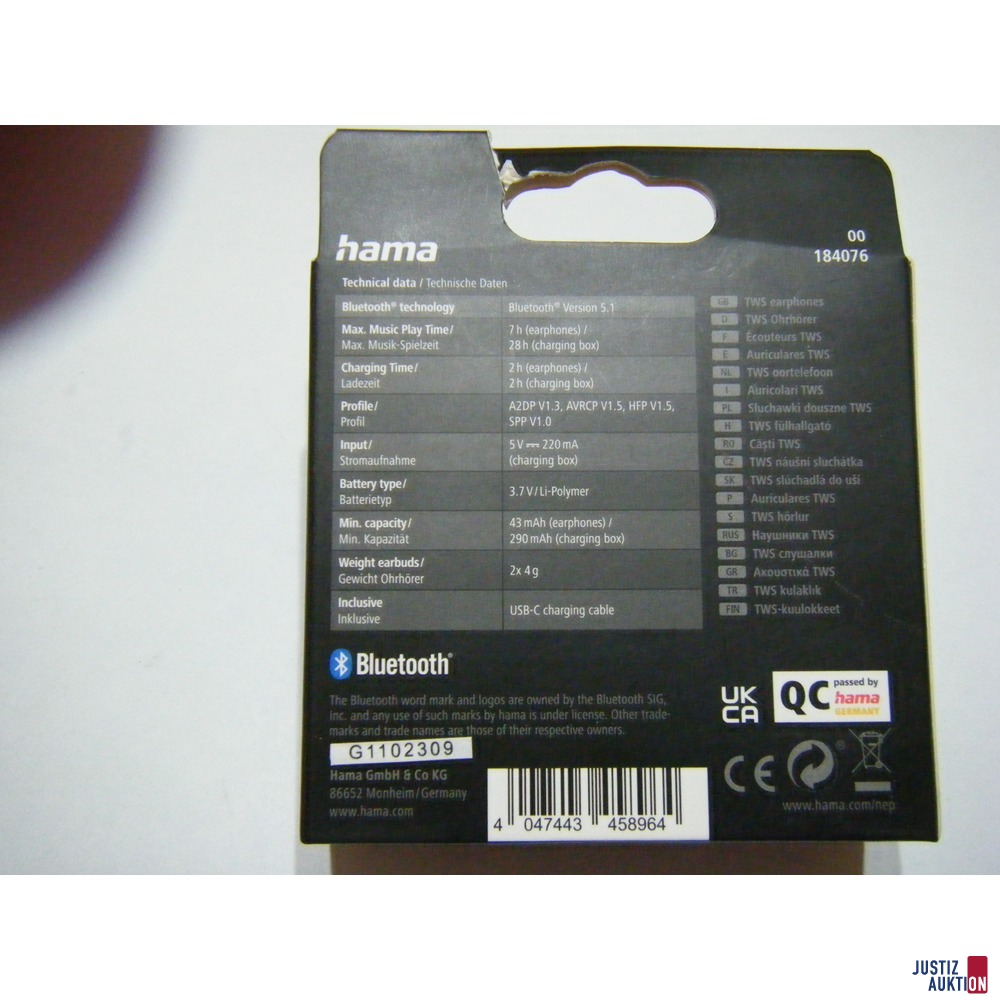 hama
00
184076
Technical data / Technische Daten
Bluetooth® technology
Bluetooth® Version 5.1
Max. Music Play Time/
Max. Musik-Spielzeit
7 h (earphones) /
28 h (charging box)
Charging Time/
Ladezeit
2 h (earphones) /
2 h (charging box)
Profile/
Profil
A2DP V1.3, AVRCP V1.5, HFP V1.5,
SPP V1.0
Input/
Stromaufnahme
5 V ⎓ 220 mA
(charging box)
Battery type/
Batterietyp
3.7 V / Li-Polymer
Min. capacity/
Min. Kapazität
43 mAh (earphones) /
290 mAh (charging box)
Weight earbuds/
Gewicht Ohrhörer
2x 4 g
Inclusive
Inklusive
USB-C charging cable
GB TWS earphones
D TWS Ohrhörer
F Écouteurs TWS
E Auriculares TWS
NL TWS oortelefoon
I Auricolari TWS
PL Słuchawki douszne TWS
H TWS fülhallgató
RO Căști TWS
CZ TWS náušní sluchátka
SK TWS slúchadlá do uší
P Auriculares TWS
S TWS hörlur
RUS Наушники TWS
BG TWS слушалки
GR Ακουστικά TWS
TR TWS kulaklık
FIN TWS-kuulokkeet
Bluetooth®
The Bluetooth word mark and logos are owned by the Bluetooth SIG,
Inc. and any use of such marks by hama is under license. Other trade-
marks and trade names are those of their respective owners.
G1102309
Hama GmbH & Co KG
86652 Monheim/Germany
www.hama.com
4 047443 458964
UK
CA
QC passed by
hama
GERMANY
CE
www.hama.com/nep
JUSTIZ
AUKTION